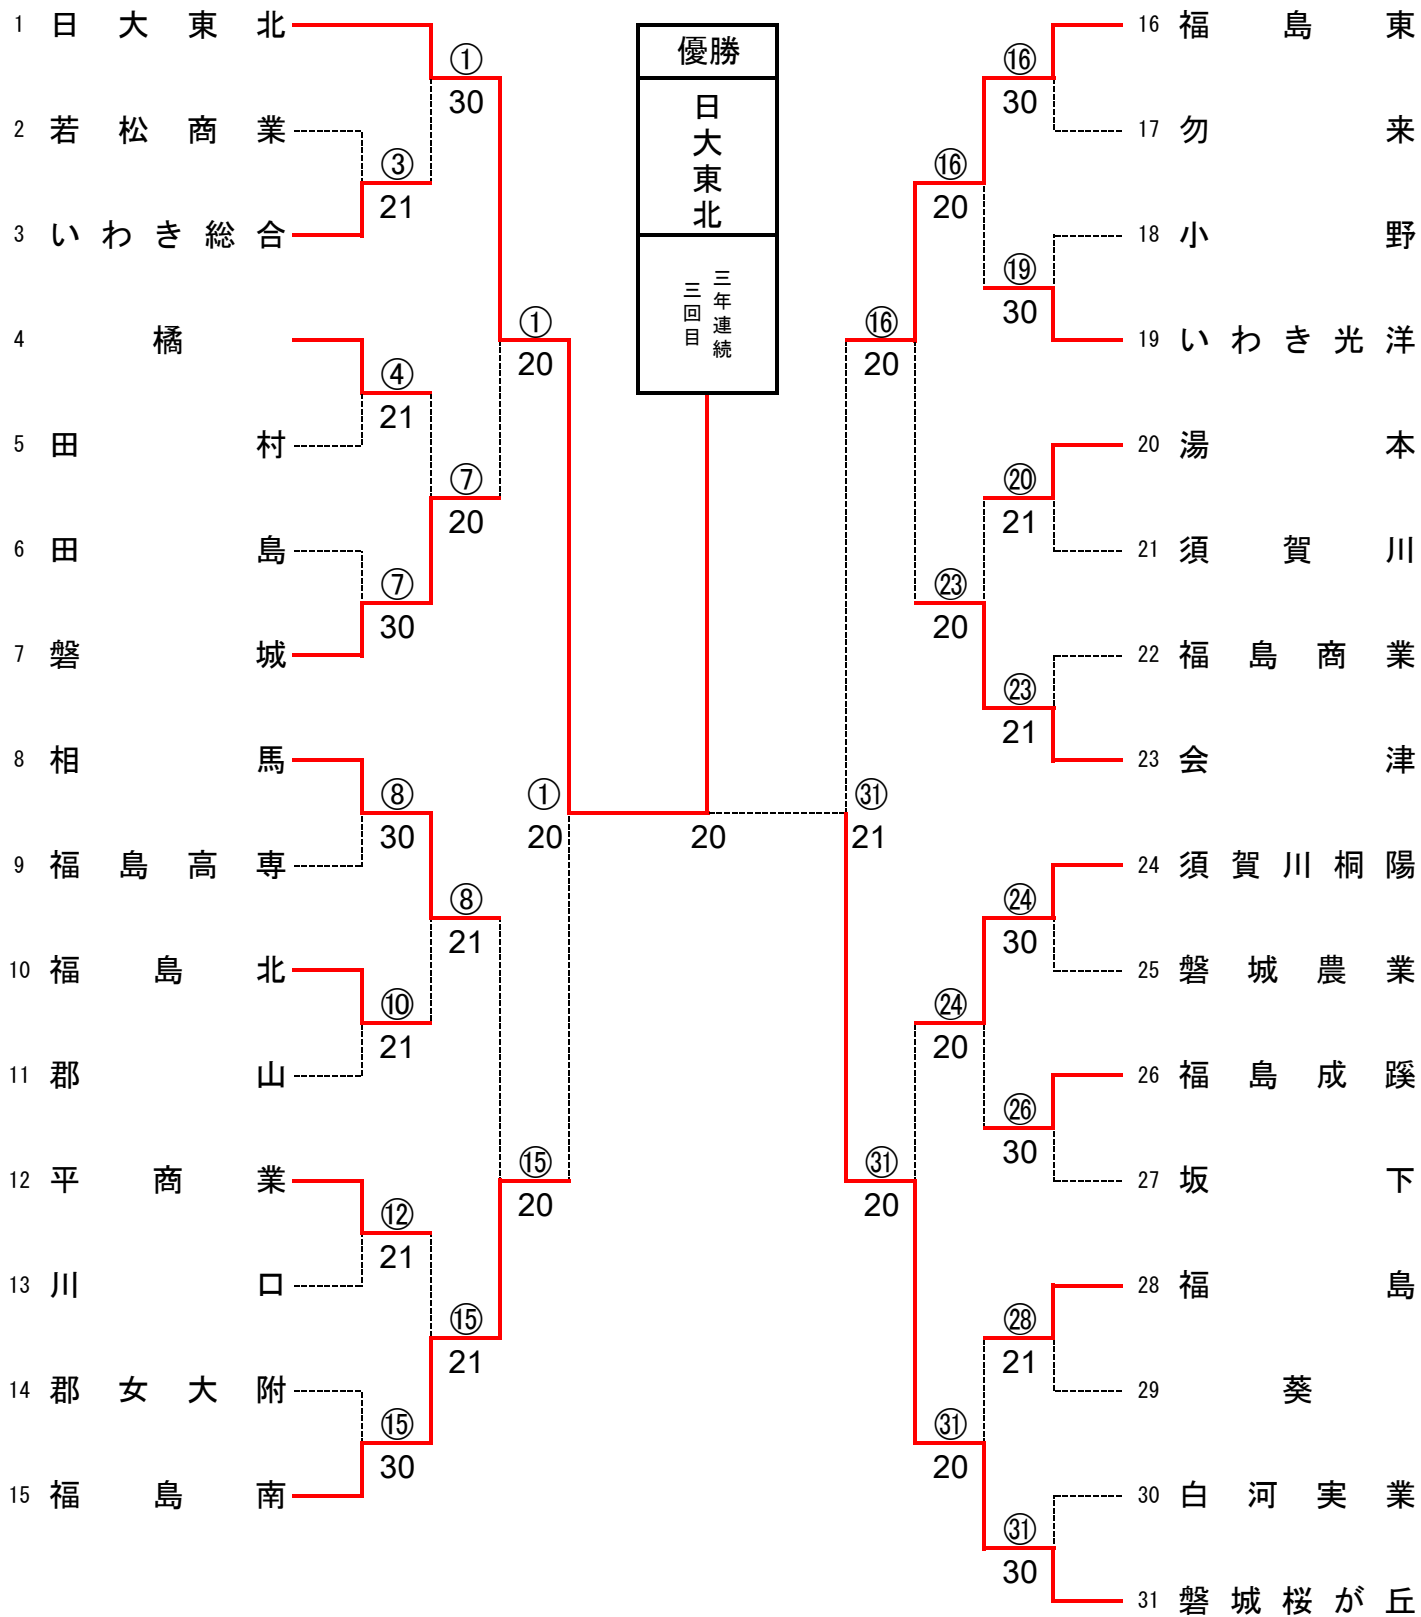 1 日大東北
2 若松商業
3 いわき総合
4 橘
5 田村
6 田島
7 磐城
8 相馬
9 福島高専
10 福島北
11 郡山
12 平商業
13 川口
14 郡女大附
15 福島南
①
30
③
21
④
21
⑦
20
⑦
30
⑧
30
⑧
21
⑩
21
⑫
21
⑮
21
⑮
30
①
20
⑮
20
①
20
優勝
日大東北
三年連続
三回目
20
㉛
21
⑯
20
㉛
20
⑯
20
㉓
20
㉔
20
㉛
20
⑯
30
⑲
30
⑳
21
㉓
21
㉔
30
㉖
30
㉘
21
㉛
30
16 福島東
17 勿来
18 小野
19 いわき光洋
20 湯本
21 須賀川
22 福島商業
23 会津
24 須賀川桐陽
25 磐城農業
26 福島成蹊
27 坂下
28 福島
29 葵
30 白河実業
31 磐城桜が丘